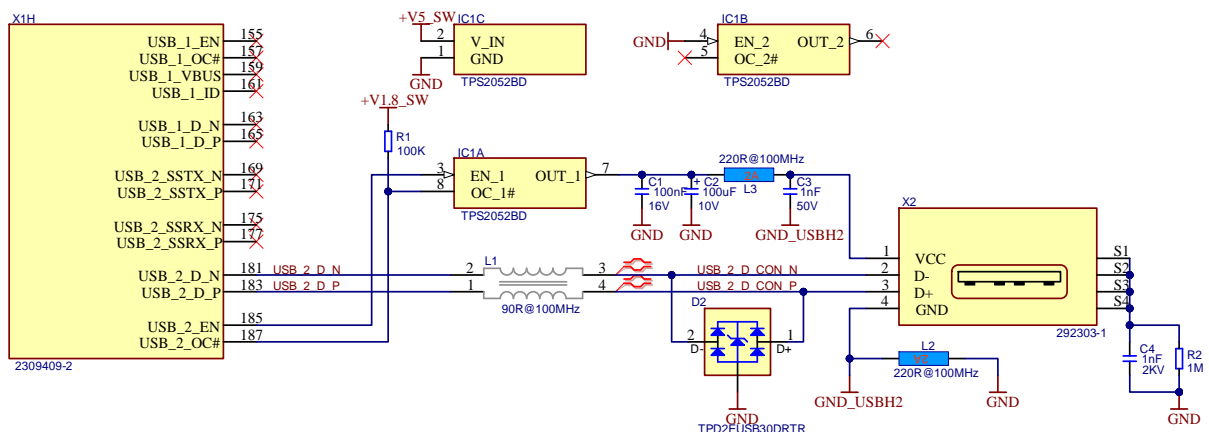 X1H
USB_1_EN 155
USB_1_OC# 157
USB_1_VBUS 159
USB_1_ID 161
USB_1_D_N 163
USB_1_D_P 165
USB_2_SSTX_N 169
USB_2_SSTX_P 171
USB_2_SSRX_N 175
USB_2_SSRX_P 177
USB_2_D_N 181 USB_2_D_N
USB_2_D_P 183 USB_2_D_P
USB_2_EN 185
USB_2_OC# 187
2309409-2
+V5_SW
IC1C
2 V_IN
1 GND
GND
TPS2052BD
IC1B
GND 4 EN_2 OUT_2 6
5 OC_2#
TPS2052BD
+V1.8_SW
R1
100K
IC1A
3 EN_1 OUT_1 7
8 OC_1#
TPS2052BD
C1
100nF
16V
GND
+
C2
100uF
10V
GND
220R@100MHz
2A
L3
C3
1nF
50V
GND_USBH2
L1
2 3
1 4
90R@100MHz
USB_2_D_CON_N
USB_2_D_CON_P
D2
2 1
D- D+
GND
TPD2EUSB30DRTR
X2
1 VCC S1
2 D- S2
3 D+ S3
4 GND S4
292303-1
L2
2A
220R@100MHz
GND_USBH2
GND
C4
1nF
2KV
R2
1M
GND